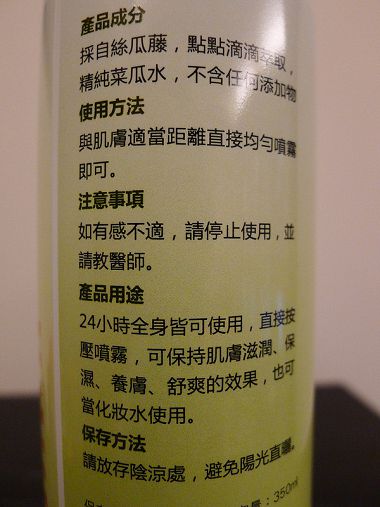 產品成分
採自絲瓜藤，點點滴滴萃取，
精純菜瓜水，不含任何添加物
使用方法
與肌膚適當距離直接均勻噴霧
即可。
注意事項
如有感不適，請停止使用，並
請教醫師。
產品用途
24小時全身皆可使用，直接按
壓噴霧，可保持肌膚滋潤、保
濕、養膚、舒爽的效果，也可
當化妝水使用。
保存方法
請放存陰涼處，避免陽光直曬。
：350ml